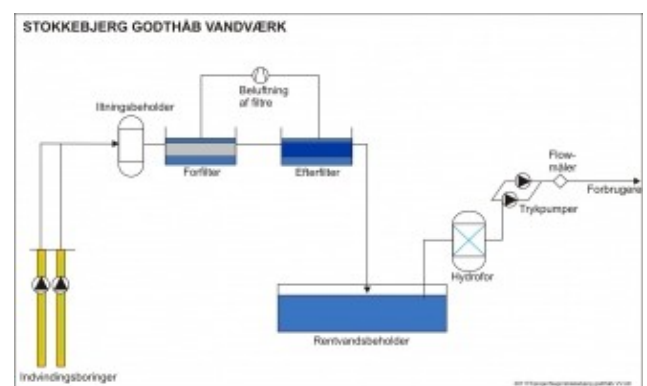 STOKKEBJERG GODTHÅB VANDVÆRK
Iltningsbeholder
Beluftning
af filtre
Forfilter
Efterfilter
Flow-
måler
Forbrugere
Trykpumper
Hydrofor
Rentvandsbeholder
Indvindingsboringer